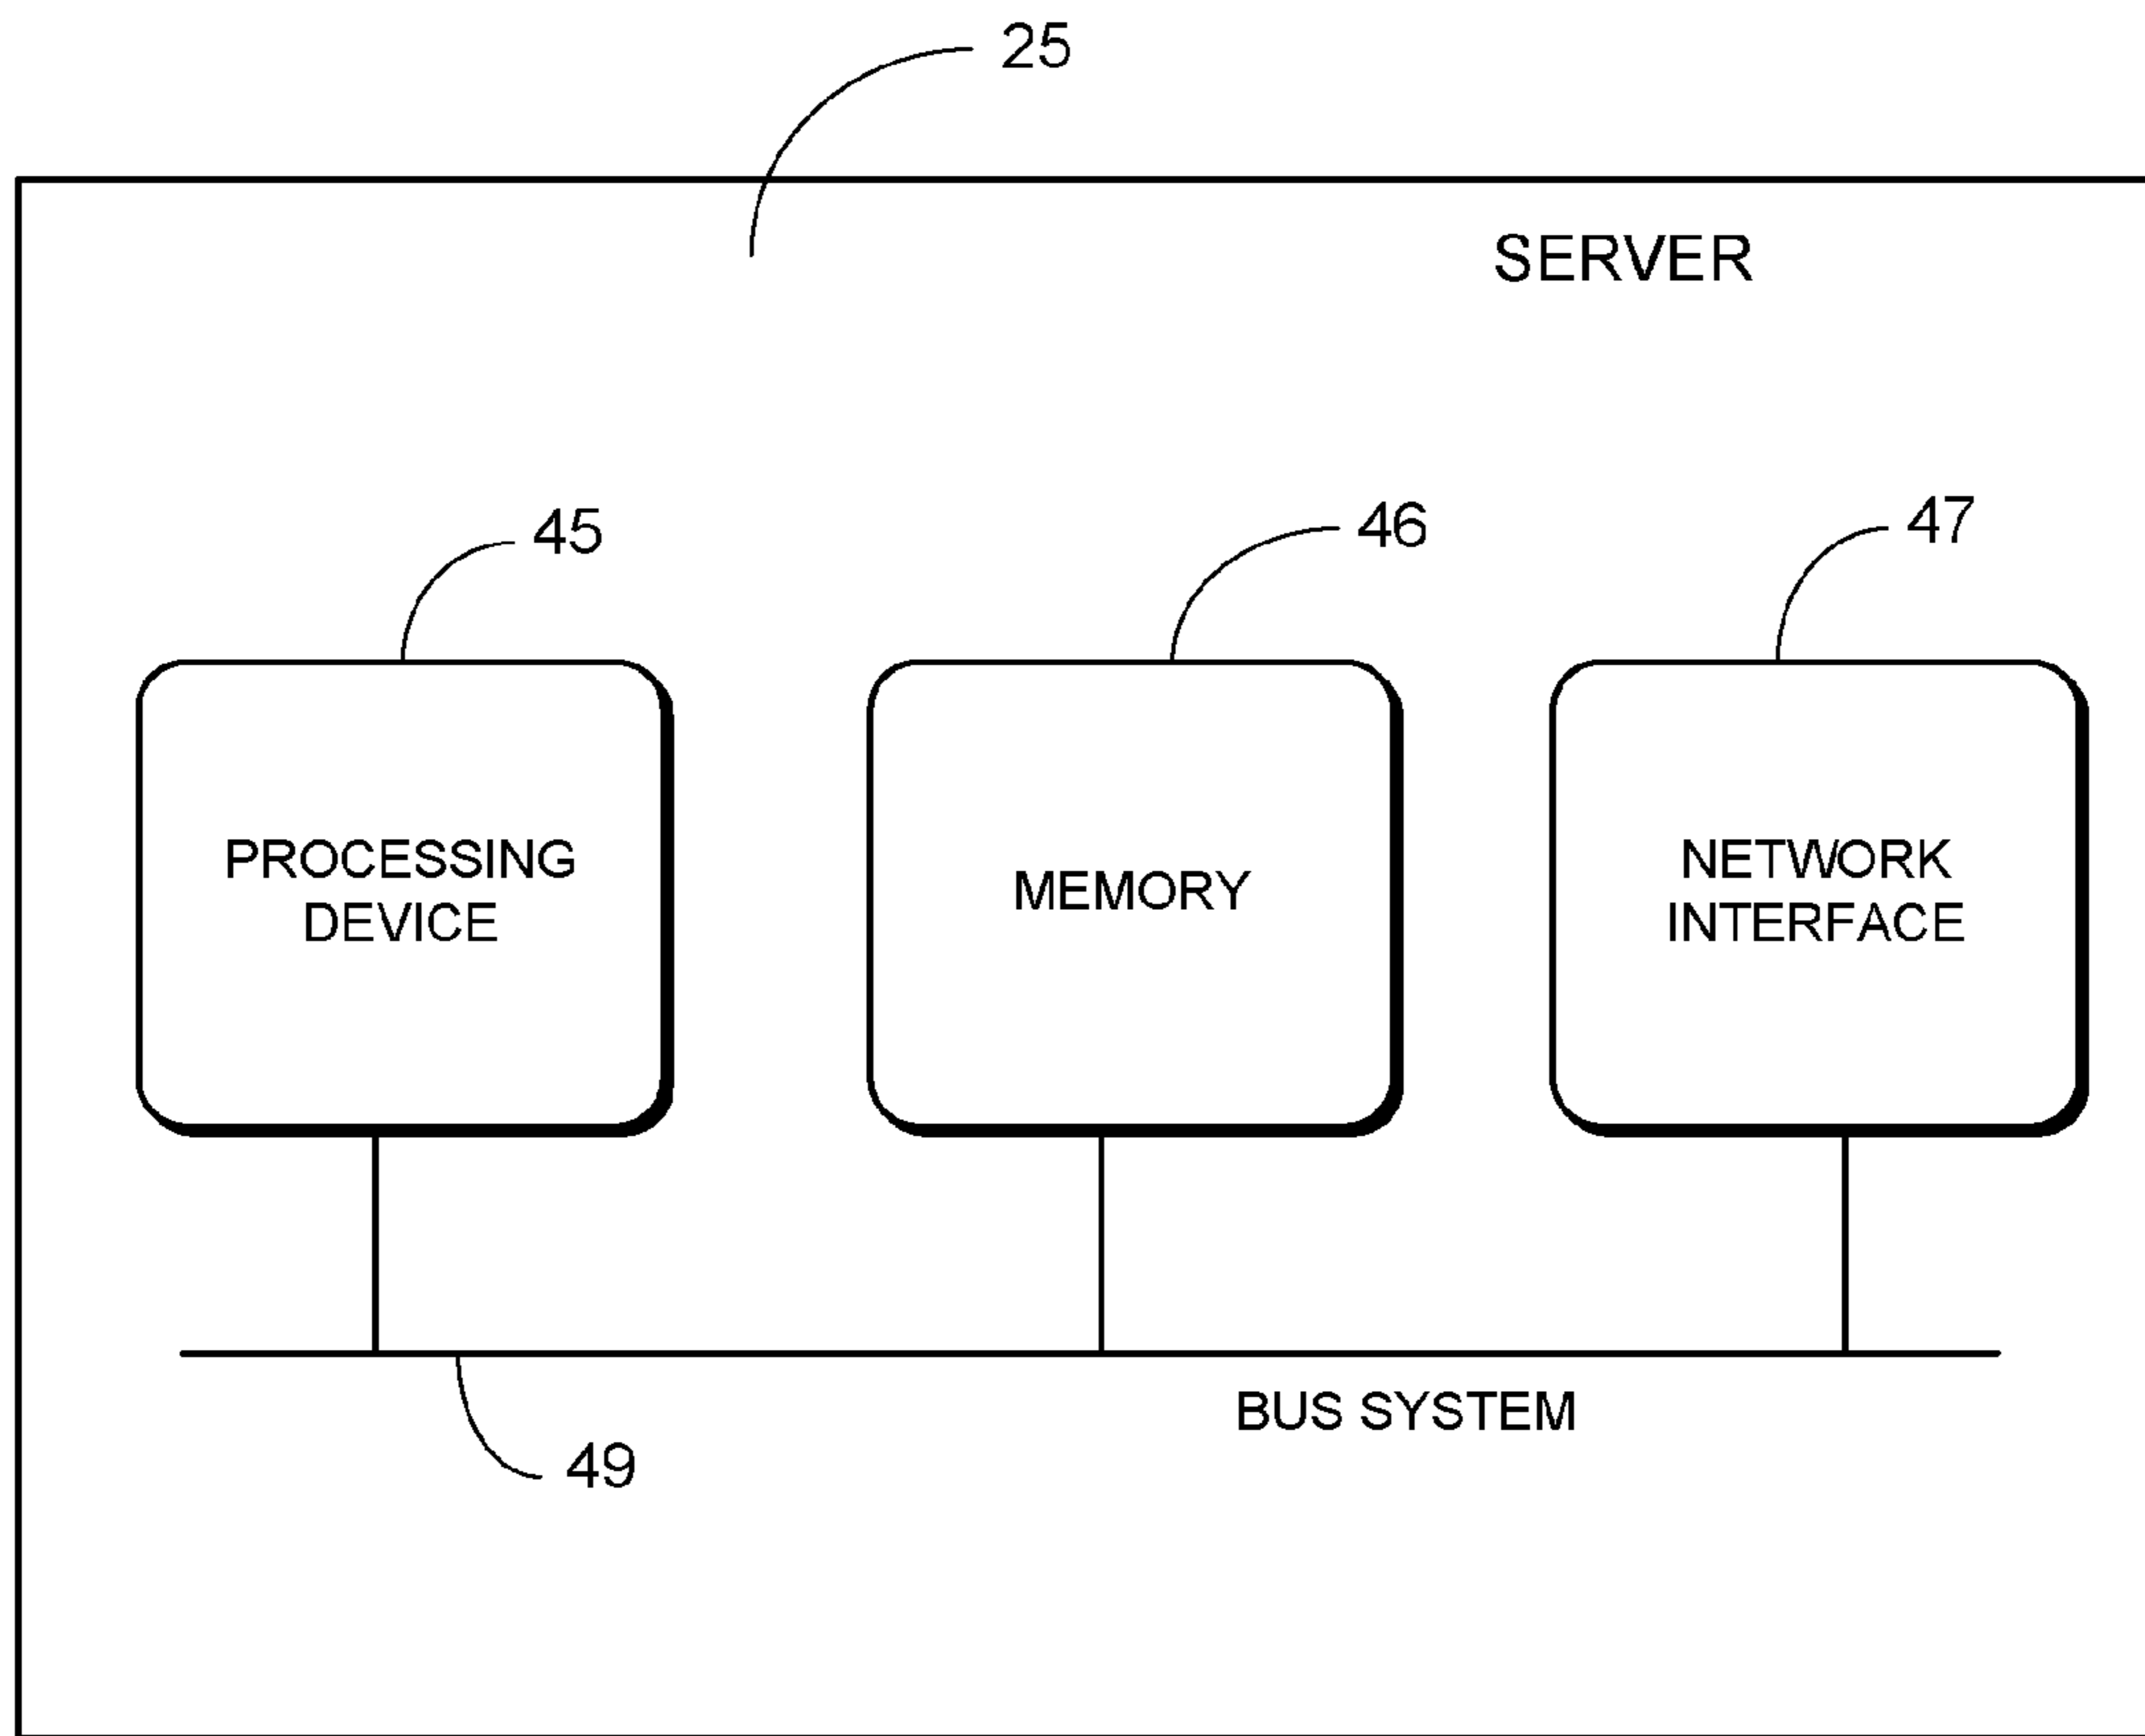 25
SERVER
45
46
47
PROCESSING
DEVICE
MEMORY
NETWORK
INTERFACE
BUS SYSTEM
49